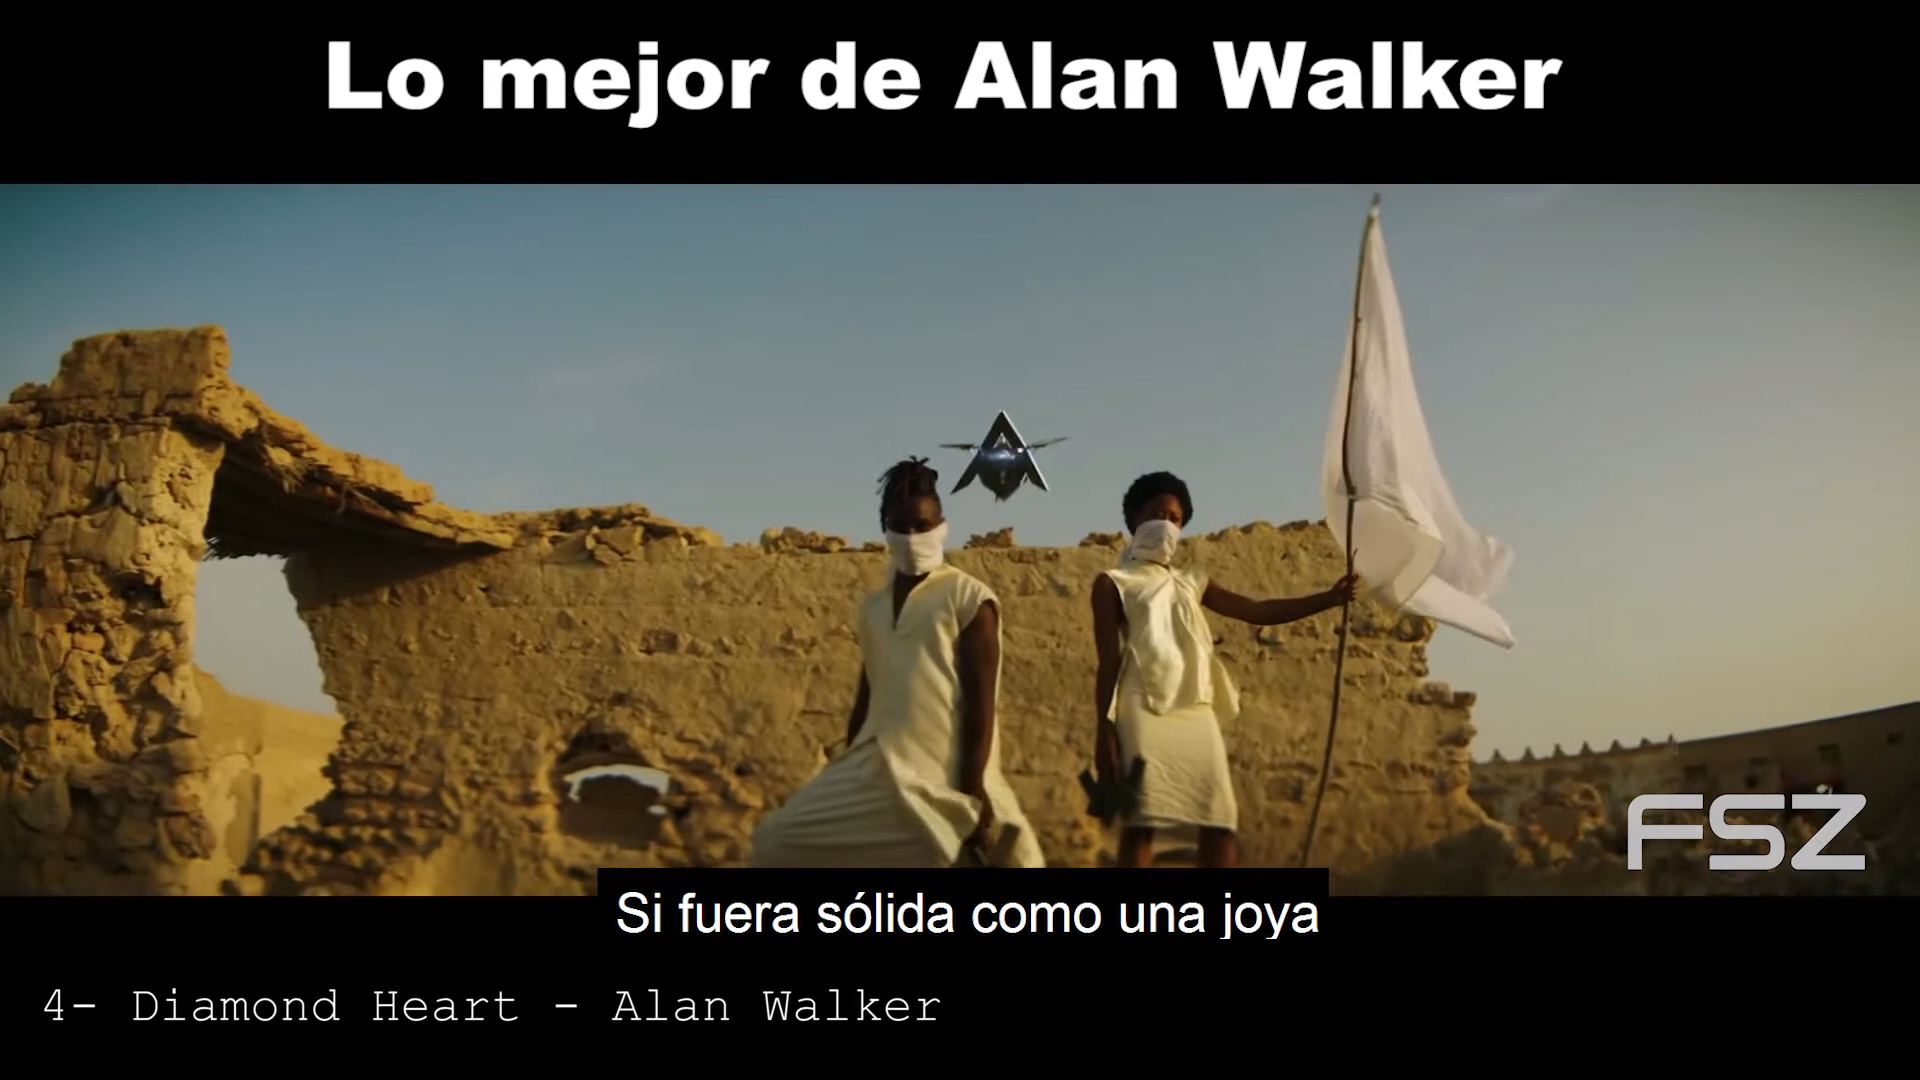 Lo mejor de Alan Walker
FSZ
Si fuera sólida como una joya
4- Diamond Heart - Alan Walker